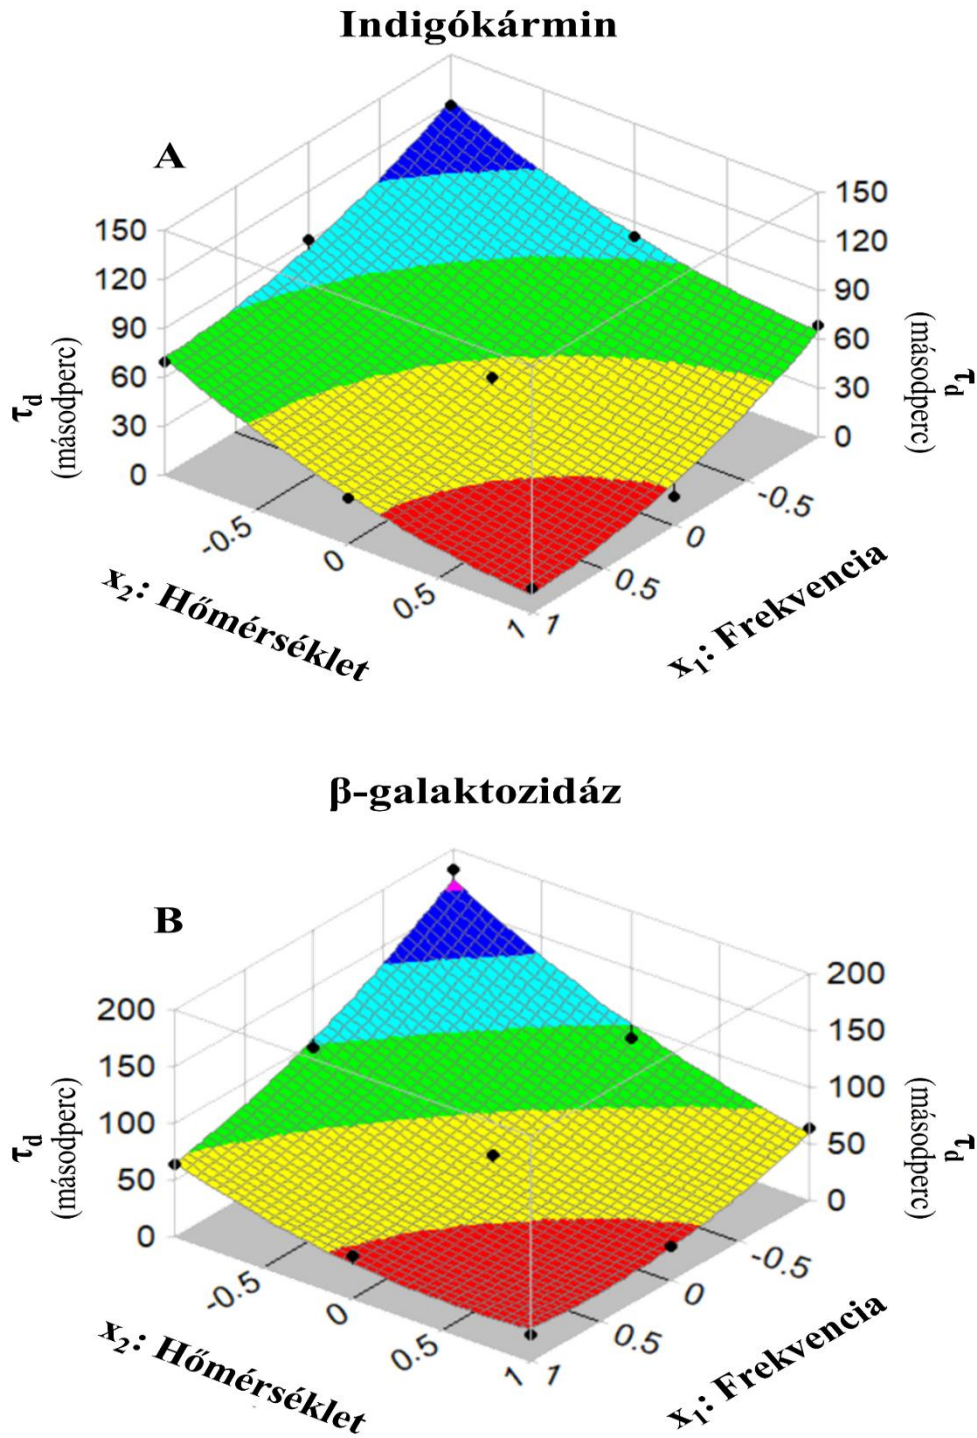 Indigókármin
A
150
120
90
60
30
0
τd
(másodperc)
150
120
90
60
30
0
τd
(másodperc)
-0.5
0
0.5
1
x2: Hőmérséklet
-0.5
0
0.5
1
x1: Frekvencia
β-galaktozidáz
B
200
150
100
50
0
τd
(másodperc)
200
150
100
50
0
τd
(másodperc)
-0.5
0
0.5
1
x2: Hőmérséklet
-0.5
0
0.5
1
x1: Frekvencia